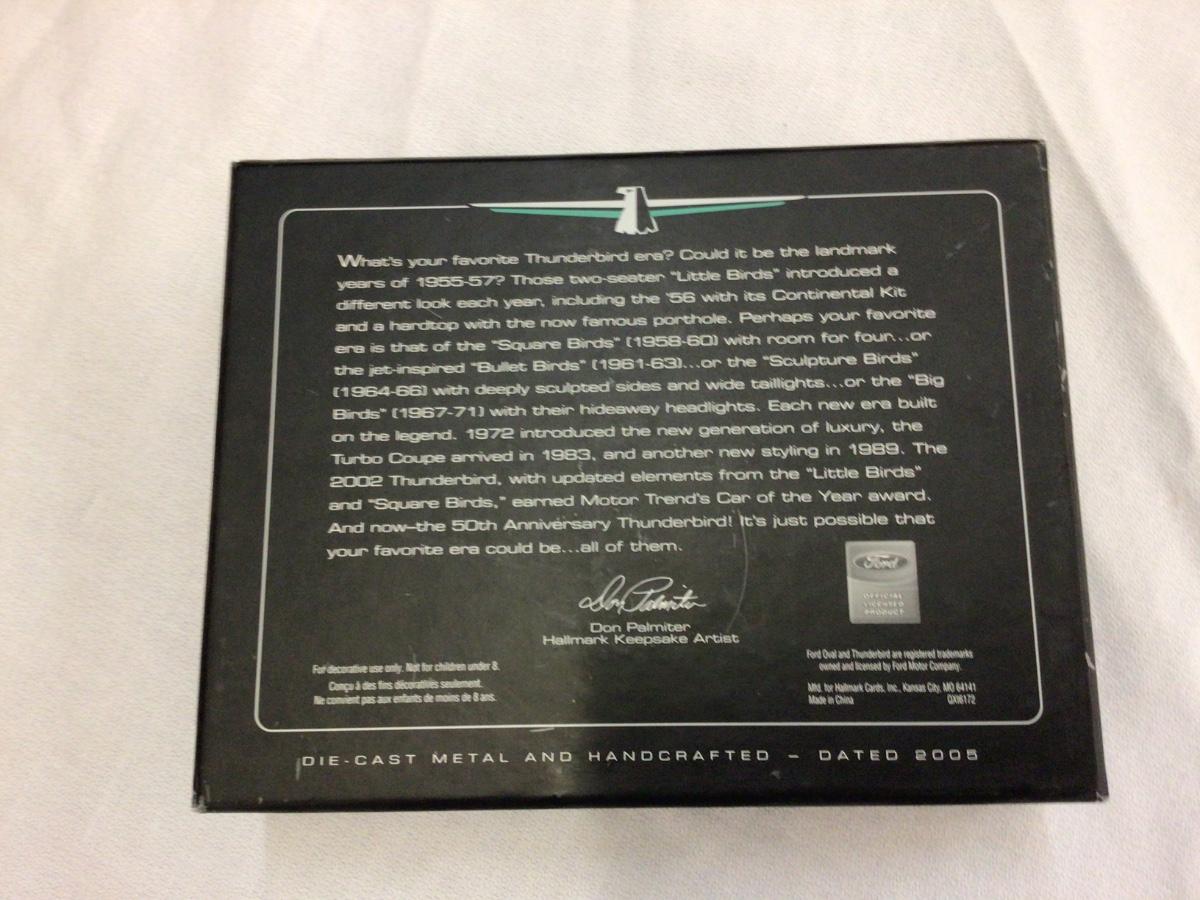 What's your favorite Thunderbird era? Could it be the landmark
years of 1955-57? Those two-seater "Little Birds" introduced a
different look each year, including the '56 with its Continental Kit
and a hardtop with the now famous porthole. Perhaps your favorite
era is that of the "Square Birds" (1958-60) with room for four...or
the jet-inspired "Bullet Birds" (1961-63)...or the "Sculpture Birds"
(1964-66) with deeply sculpted sides and wide taillights...or the "Big
Birds" (1967-71) with their hideaway headlights. Each new era built
on the legend. 1972 introduced the new generation of luxury, the
Turbo Coupe arrived in 1983, and another new styling in 1989. The
2002 Thunderbird, with updated elements from the "Little Birds"
and "Square Birds," earned Motor Trend's Car of the Year award.
And now–the 50th Anniversary Thunderbird! It's just possible that
your favorite era could be...all of them.
Don Palmiter
Don Palmiter
Hallmark Keepsake Artist
Ford
OFFICIAL
LICENSED
PRODUCT
For decorative use only. Not for children under 8.
Conçu à des fins décoratives seulement.
Ne convient pas aux enfants de moins de 8 ans.
Ford Oval and Thunderbird are registered trademarks
owned and licensed by Ford Motor Company.
Mfd. for Hallmark Cards, Inc., Kansas City, MO 64141
Made in China QXI6172
DIE-CAST METAL AND HANDCRAFTED – DATED 2005